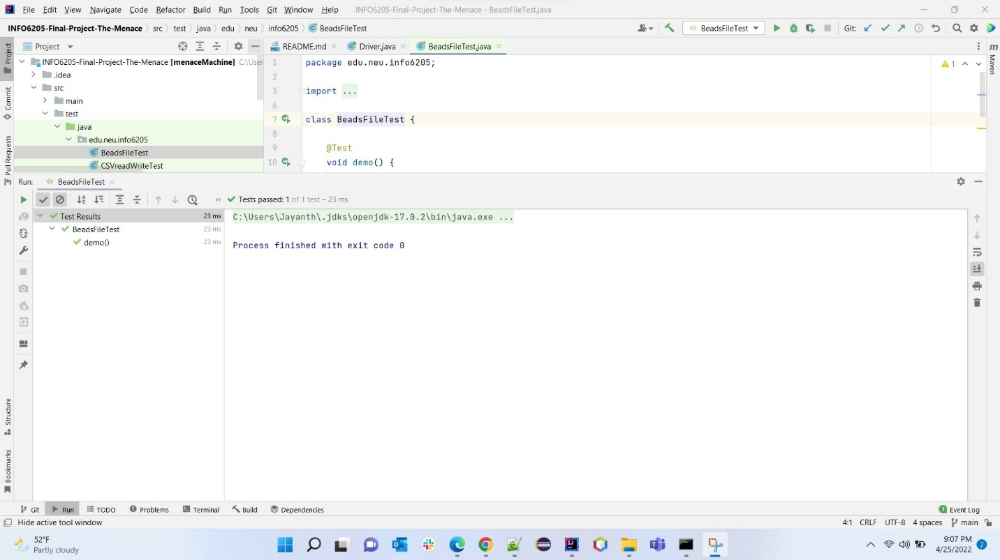 File Edit View Navigate Code Refactor Build Run Tools Git Window Help INFO6205-Final-Project-The-Menace - BeadsFileTest.java
INFO6205-Final-Project-The-Menace src test java edu neu info6205 BeadsFileTest BeadsFileTest Git:
Project README.md Driver.java BeadsFileTest.java
Project
Commit
Pull Requests
Structure
Bookmarks
m
Maven
INFO6205-Final-Project-The-Menace [menaceMachine] C:\User
.idea
src
main
test
java
edu.neu.info6205
BeadsFileTest
CSVreadWriteTest
1 package edu.neu.info6205;
2
3 import ...
6
7 class BeadsFileTest {
8
9 @Test
10 void demo() {
1
Run: BeadsFileTest
Tests passed: 1 of 1 test – 23 ms
Test Results 23 ms
BeadsFileTest 23 ms
demo() 23 ms
C:\Users\Jayanth\.jdks\openjdk-17.0.2\bin\java.exe ...
Process finished with exit code 0
Git Run TODO Problems Terminal Build Dependencies 1 Event Log
Hide active tool window 4:1 CRLF UTF-8 4 spaces main
52°F
Partly cloudy
9:07 PM
4/25/2022
7